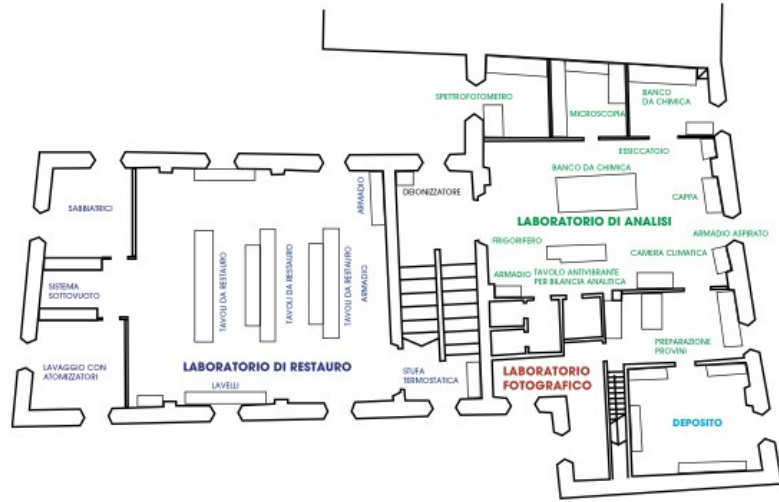 SPETTROFOTOMETRO
MICROSCOPIA
BANCO
DA CHIMICA
ESSICCATOIO
BANCO DA CHIMICA
CAPPA
DEIONIZZATORE
ARMADIO
SABBIATRICI
LABORATORIO DI ANALISI
ARMADIO ASPIRATO
FRIGORIFERO
CAMERA CLIMATICA
ARMADIO
TAVOLO ANTIVIBRANTE
PER BILANCIA ANALITICA
TAVOLI DA RESTAURO
TAVOLI DA RESTAURO
TAVOLI DA RESTAURO
ARMADIO
SISTEMA
SOTTOVUOTO
PREPARAZIONE
PROVINI
LAVAGGIO CON
ATOMIZZATORI
LABORATORIO DI RESTAURO
LAVELLI
STUFA
TERMOSTATICA
LABORATORIO
FOTOGRAFICO
DEPOSITO